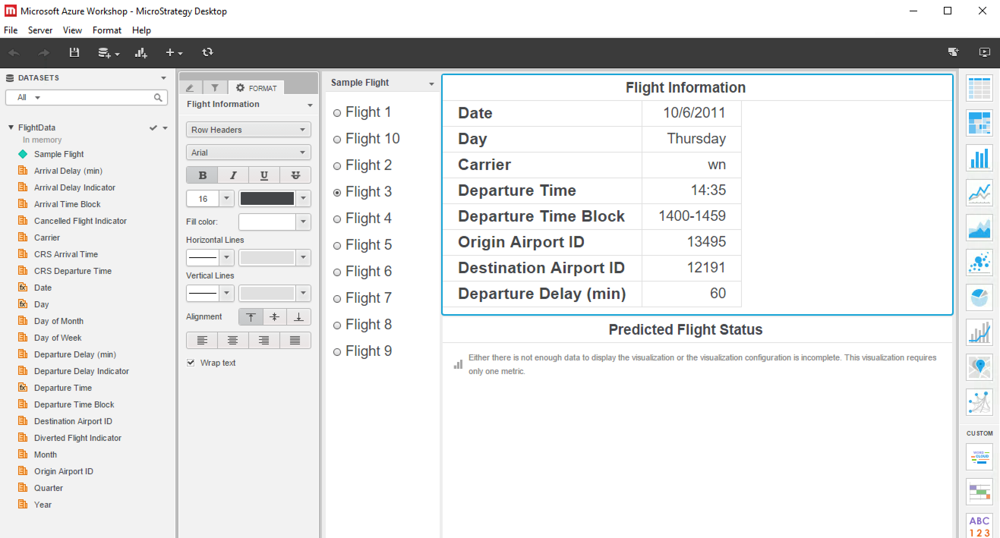 Microsoft Azure Workshop - MicroStrategy Desktop
File Server View Format Help
DATASETS
All
FlightData
In memory
Sample Flight
Arrival Delay (min)
Arrival Delay Indicator
Arrival Time Block
Cancelled Flight Indicator
Carrier
CRS Arrival Time
CRS Departure Time
Date
Day
Day of Month
Day of Week
Departure Delay (min)
Departure Delay Indicator
Departure Time
Departure Time Block
Destination Airport ID
Diverted Flight Indicator
Month
Origin Airport ID
Quarter
Year
FORMAT
Flight Information
Row Headers
Arial
B I U U
16
Fill color:
Horizontal Lines
Vertical Lines
Alignment
Wrap text
Sample Flight
Flight 1
Flight 10
Flight 2
Flight 3
Flight 4
Flight 5
Flight 6
Flight 7
Flight 8
Flight 9
Flight Information
Date 10/6/2011
Day Thursday
Carrier wn
Departure Time 14:35
Departure Time Block 1400-1459
Origin Airport ID 13495
Destination Airport ID 12191
Departure Delay (min) 60
Predicted Flight Status
Either there is not enough data to display the visualization or the visualization configuration is incomplete. This visualization requires
only one metric.
CUSTOM
WORD
CLOUD
ABC
123